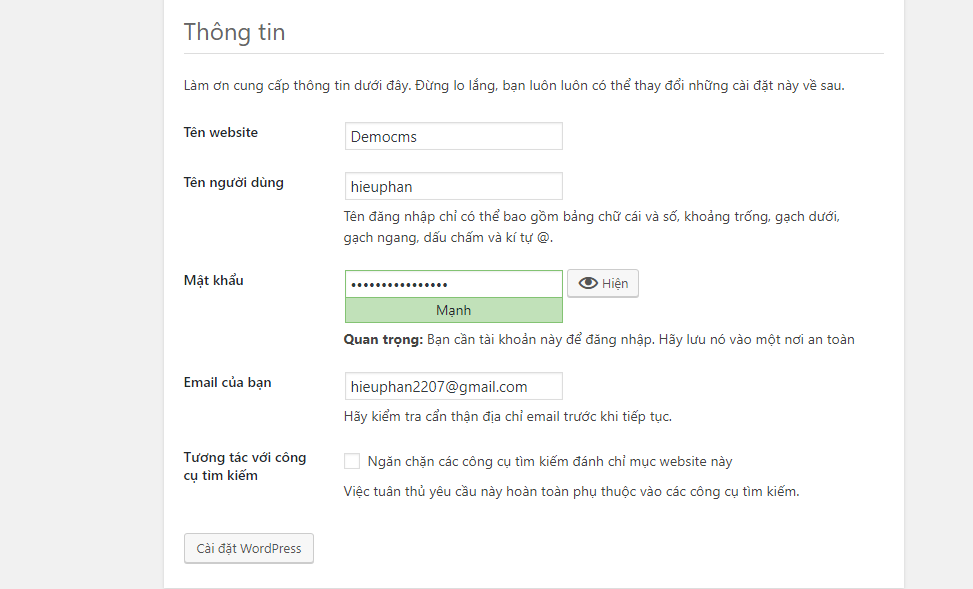 Thông tin
Làm ơn cung cấp thông tin dưới đây. Đừng lo lắng, bạn luôn luôn có thể thay đổi những cài đặt này về sau.
Tên website
Democms
Tên người dùng
hieuphan
Tên đăng nhập chỉ có thể bao gồm bảng chữ cái và số, khoảng trống, gạch dưới,
gạch ngang, dấu chấm và kí tự @.
Mật khẩu
••••••••••••••••
Hiện
Mạnh
Quan trọng: Bạn cần tài khoản này để đăng nhập. Hãy lưu nó vào một nơi an toàn
Email của bạn
hieuphan2207@gmail.com
Hãy kiểm tra cẩn thận địa chỉ email trước khi tiếp tục.
Tương tác với công
cụ tìm kiếm
Ngăn chặn các công cụ tìm kiếm đánh chỉ mục website này
Việc tuân thủ yêu cầu này hoàn toàn phụ thuộc vào các công cụ tìm kiếm.
Cài đặt WordPress